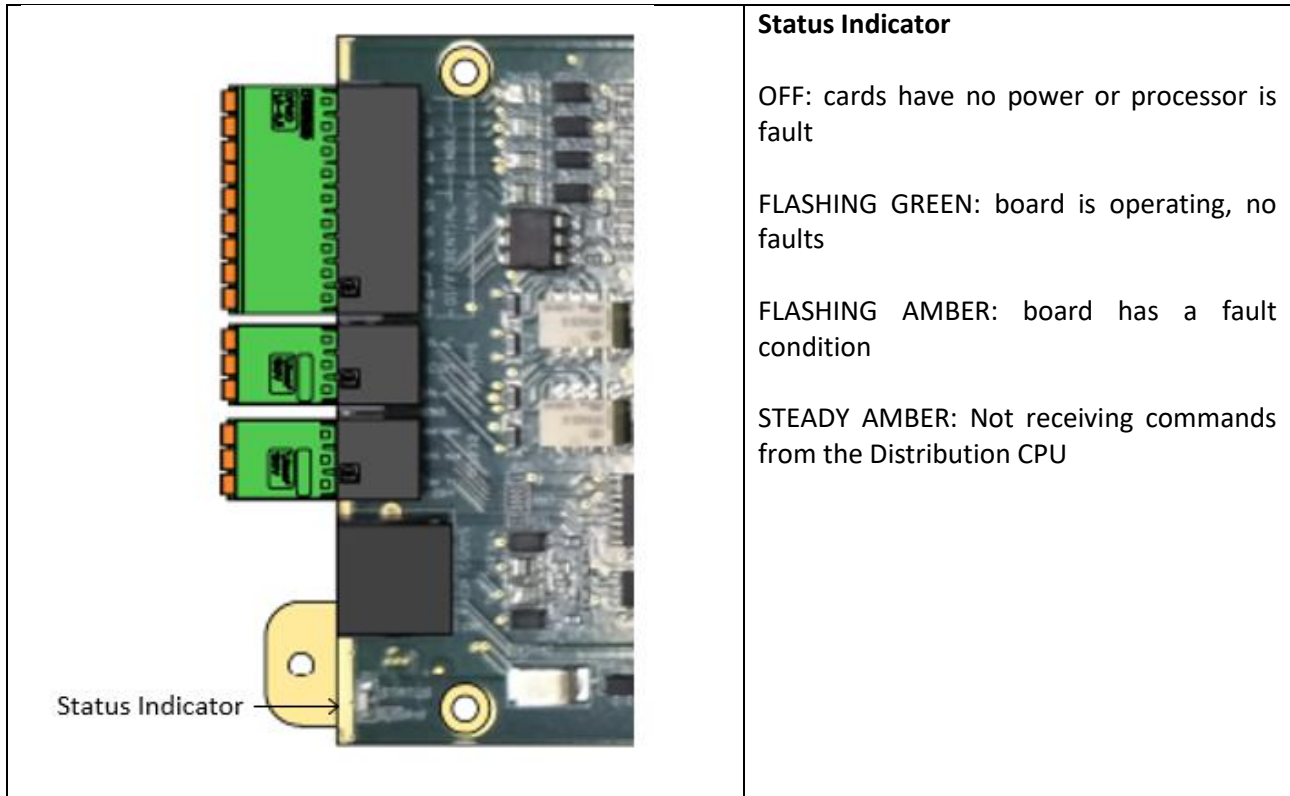 Status Indicator
OFF: cards have no power or processor is
fault
FLASHING GREEN: board is operating, no
faults
FLASHING AMBER: board has a fault
condition
STEADY AMBER: Not receiving commands
from the Distribution CPU
Status Indicator